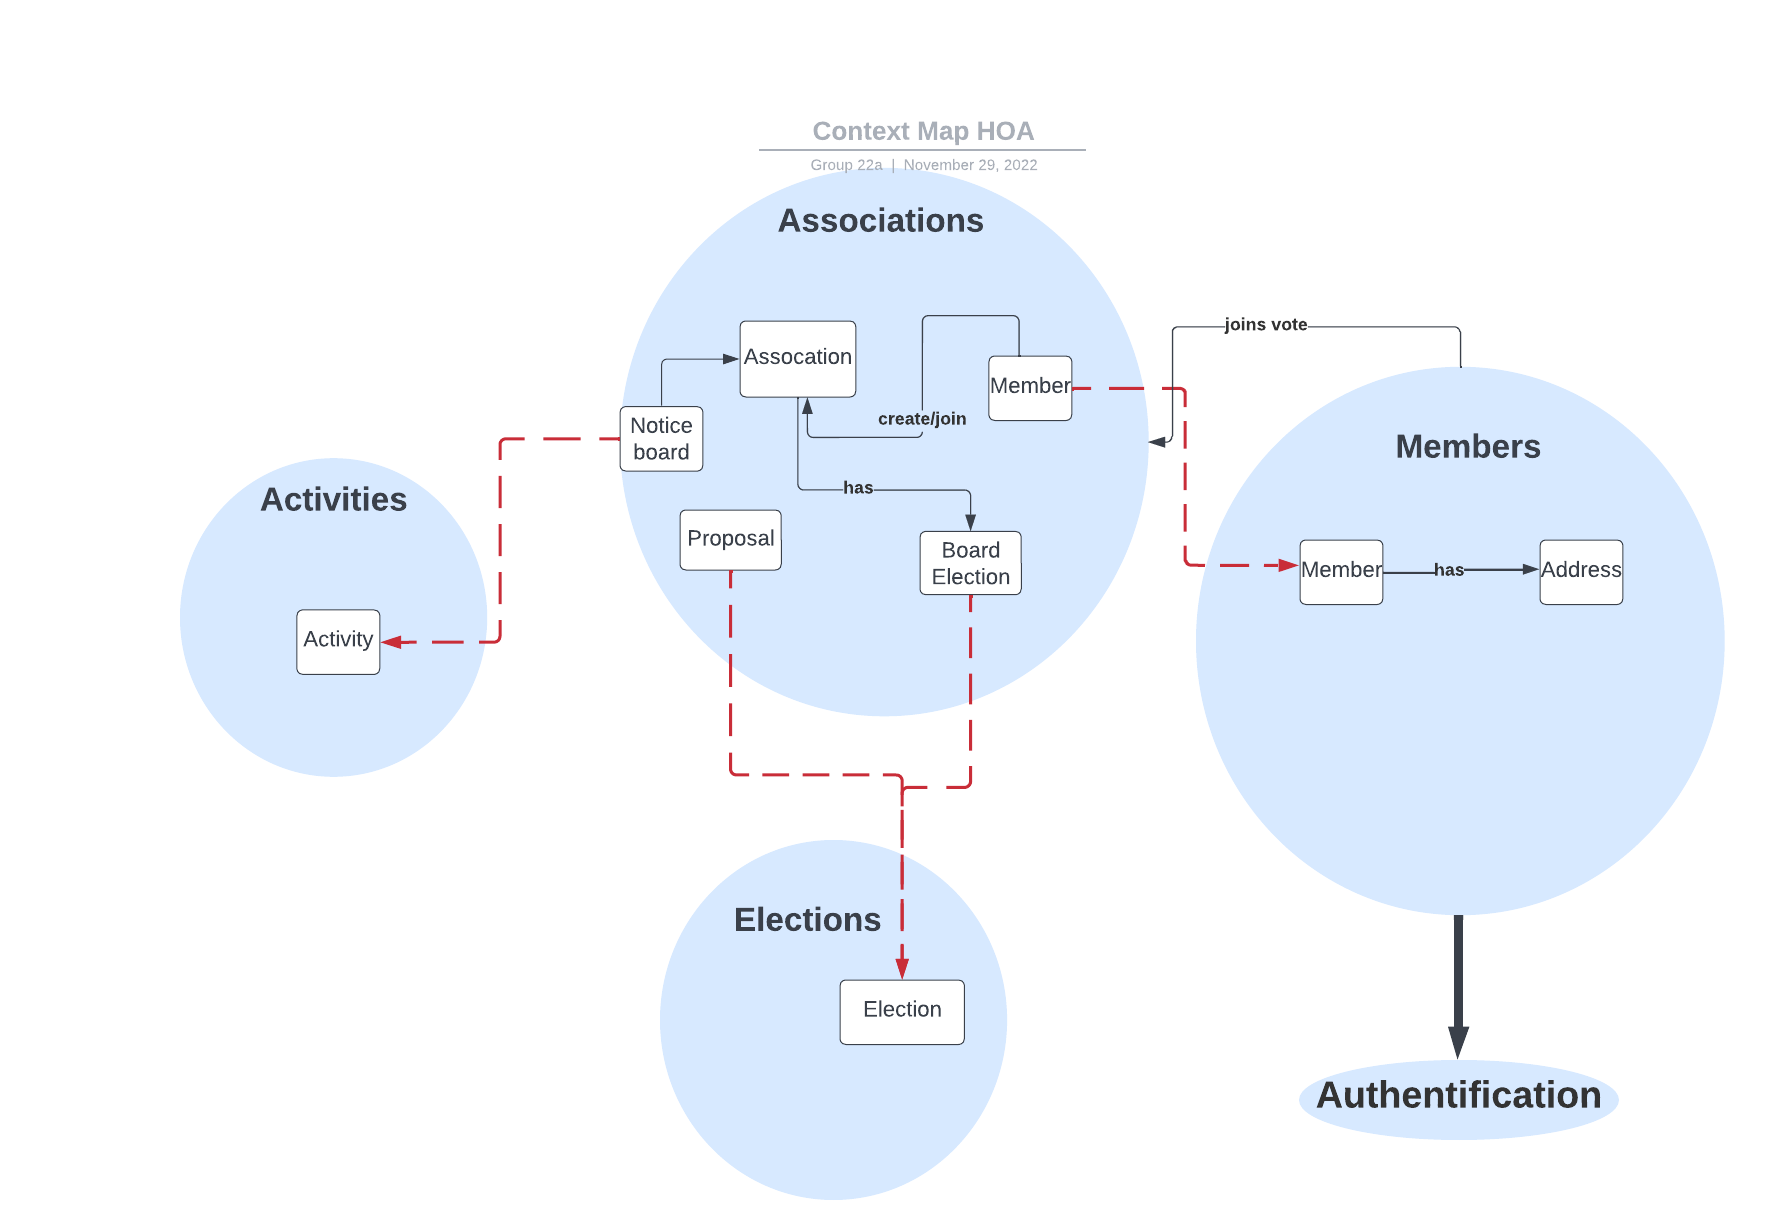 Context Map HOA
Group 22a | November 29, 2022
Associations
joins vote
Assocation
Member
create/join
Notice
board
Members
has
Activities
Proposal
Board
Election
Member
has
Address
Activity
Elections
Election
Authentification